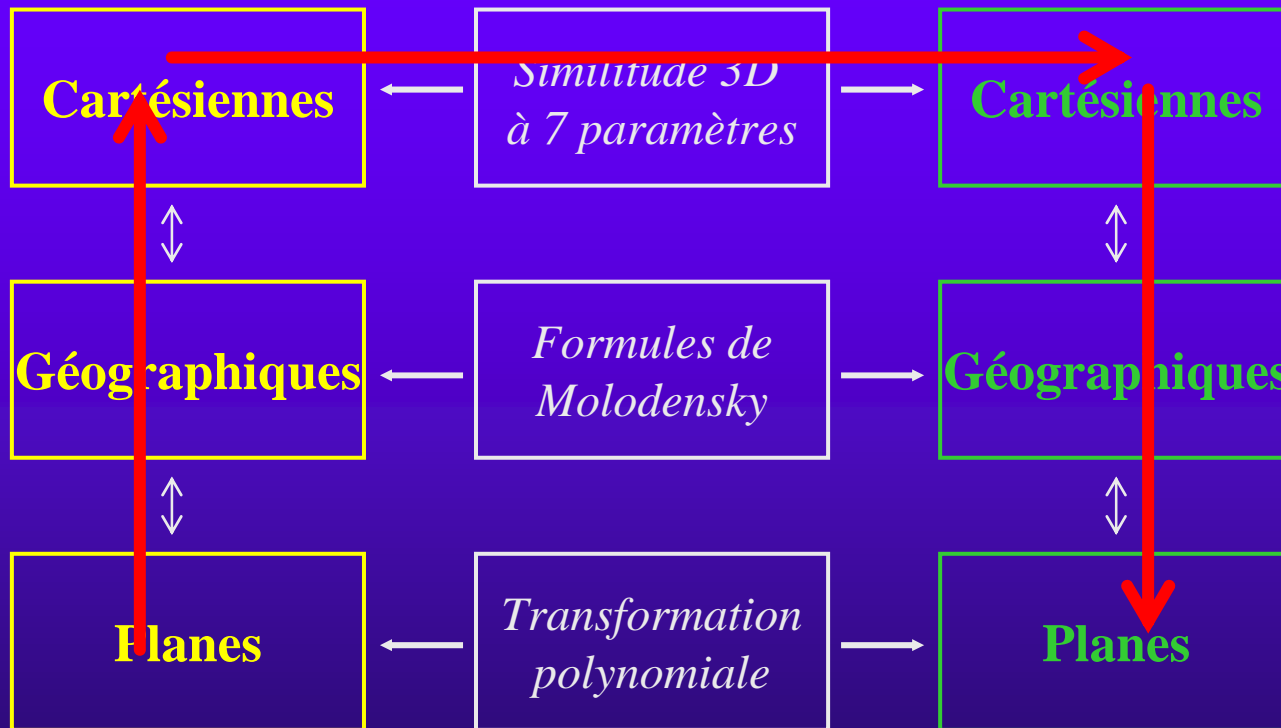 Cartésiennes
Similitude 3D
à 7 paramètres
Cartésiennes
Géographiques
Formules de
Molodensky
Géographiques
Planes
Transformation
polynomiale
Planes